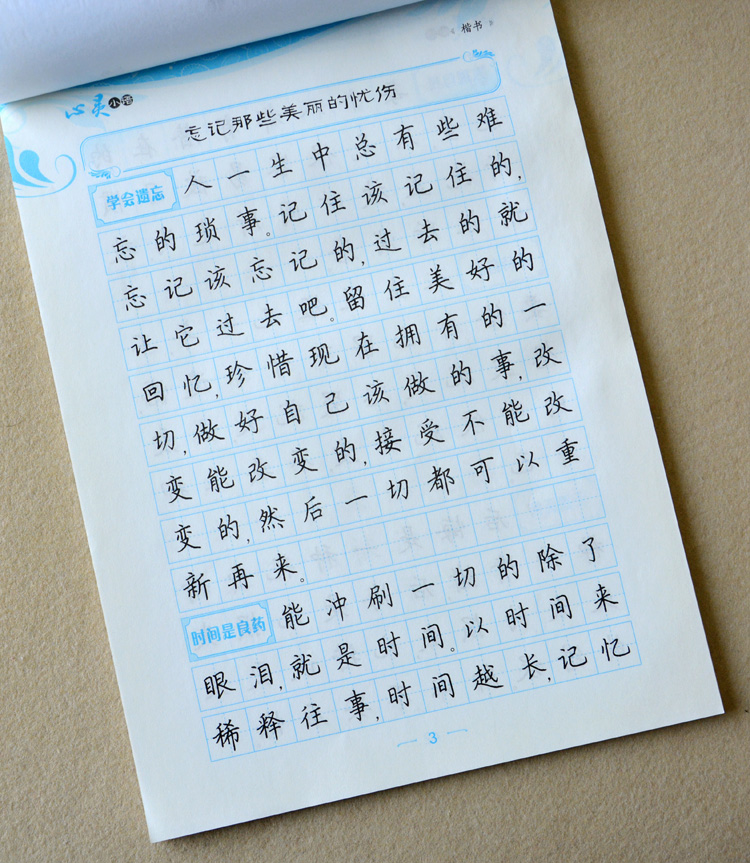 楷书
心灵小语
忘记那些美丽的忧伤
学会遗忘 人一生中总有些难
忘的琐事。记住该记住的,
忘记该忘记的,过去的就
让它过去吧。留住美好的
回忆,珍惜现在拥有的一
切,做好自己该做的事,改
变能改变的,接受不能改
变的,然后一切都可以重
新再来。
时间是良药 能冲刷一切的除了
眼泪,就是时间。以时间来
稀释往事,时间越长,记忆
3